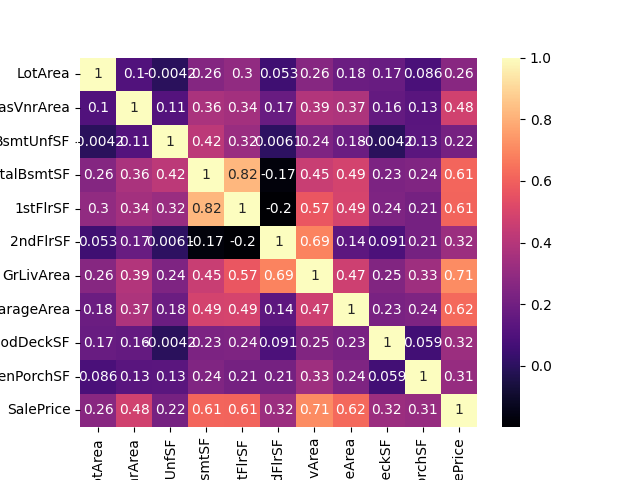 LotArea 1 0.1 -0.0042 0.26 0.3 0.053 0.26 0.18 0.17 0.086 0.26
asVnrArea 0.1 1 0.11 0.36 0.34 0.17 0.39 0.37 0.16 0.13 0.48
BsmtUnfSF -0.0042 0.11 1 0.42 0.32 0.0061 0.24 0.18 -0.0042 0.13 0.22
talBsmtSF 0.26 0.36 0.42 1 0.82 -0.17 0.45 0.49 0.23 0.24 0.61
1stFlrSF 0.3 0.34 0.32 0.82 1 -0.2 0.57 0.49 0.24 0.21 0.61
2ndFlrSF 0.053 0.17 0.0061 -0.17 -0.2 1 0.69 0.14 0.091 0.21 0.32
GrLivArea 0.26 0.39 0.24 0.45 0.57 0.69 1 0.47 0.25 0.33 0.71
arageArea 0.18 0.37 0.18 0.49 0.49 0.14 0.47 1 0.23 0.24 0.62
odDeckSF 0.17 0.16 -0.0042 0.23 0.24 0.091 0.25 0.23 1 0.059 0.32
enPorchSF 0.086 0.13 0.13 0.24 0.21 0.21 0.33 0.24 0.059 1 0.31
SalePrice 0.26 0.48 0.22 0.61 0.61 0.32 0.71 0.62 0.32 0.31 1
otArea
nrArea
UnfSF
smtSF
tFlrSF
dFlrSF
vArea
eArea
eckSF
orchSF
ePrice
1.0
0.8
0.6
0.4
0.2
0.0